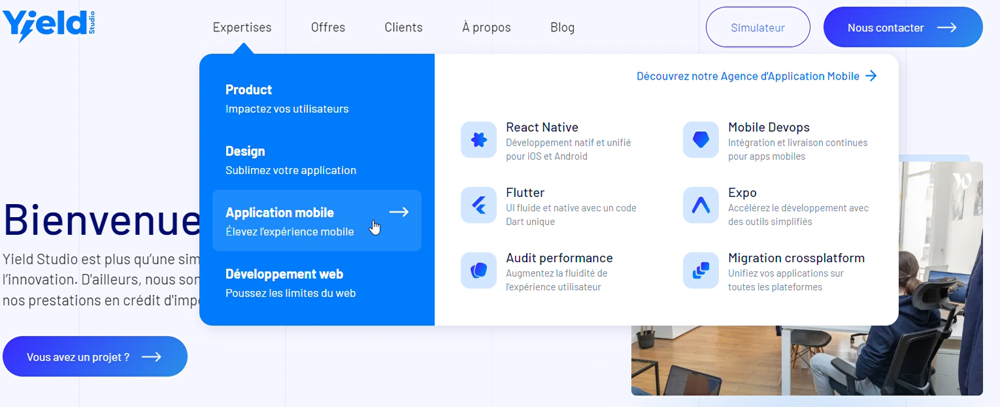 Yield Studio
Expertises
Offres
Clients
À propos
Blog
Simulateur
Nous contacter
Product
Impactez vos utilisateurs
Design
Sublimez votre application
Application mobile
Élevez l’expérience mobile
Développement web
Poussez les limites du web
Découvrez notre Agence d'Application Mobile
React Native
Développement natif et unifié
pour iOS et Android
Mobile Devops
Intégration et livraison continues
pour apps mobiles
Flutter
UI fluide et native avec un code
Dart unique
Expo
Accélérez le développement avec
des outils simplifiés
Audit performance
Augmentez la fluidité de
l’expérience utilisateur
Migration crossplatform
Unifiez vos applications sur
toutes les plateformes
Bienvenue
Yield Studio est plus qu’une sim
l’innovation. D'ailleurs, nous son
nos prestations en crédit d'impo
Vous avez un projet ?